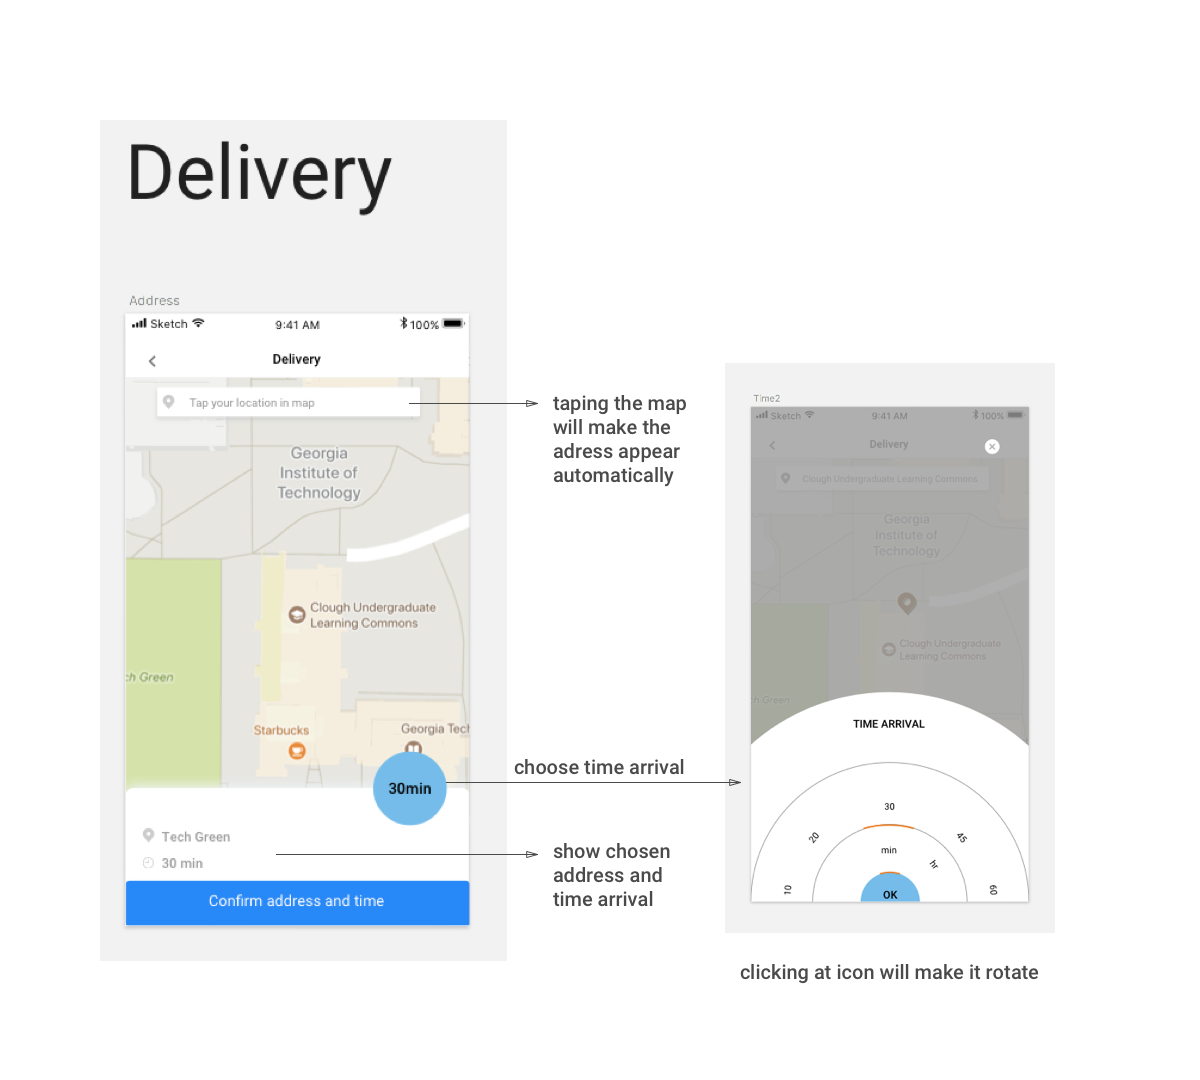 Delivery
Address
Sketch
9:41 AM
100%
Delivery
Tap your location in map
Georgia
Institute of
Technology
Clough Undergraduate
Learning Commons
ch Green
Starbucks
Georgia Tech
30min
Tech Green
30 min
Confirm address and time
taping the map
will make the
adress appear
automatically
choose time arrival
show chosen
address and
time arrival
Time2
Sketch
9:41 AM
100%
Delivery
Clough Undergraduate Learning Commons
Georgia
Institute of
Technology
Clough Undergraduate
Learning Commons
ch Green
TIME ARRIVAL
30
20
45
min
hr
10
60
OK
clicking at icon will make it rotate